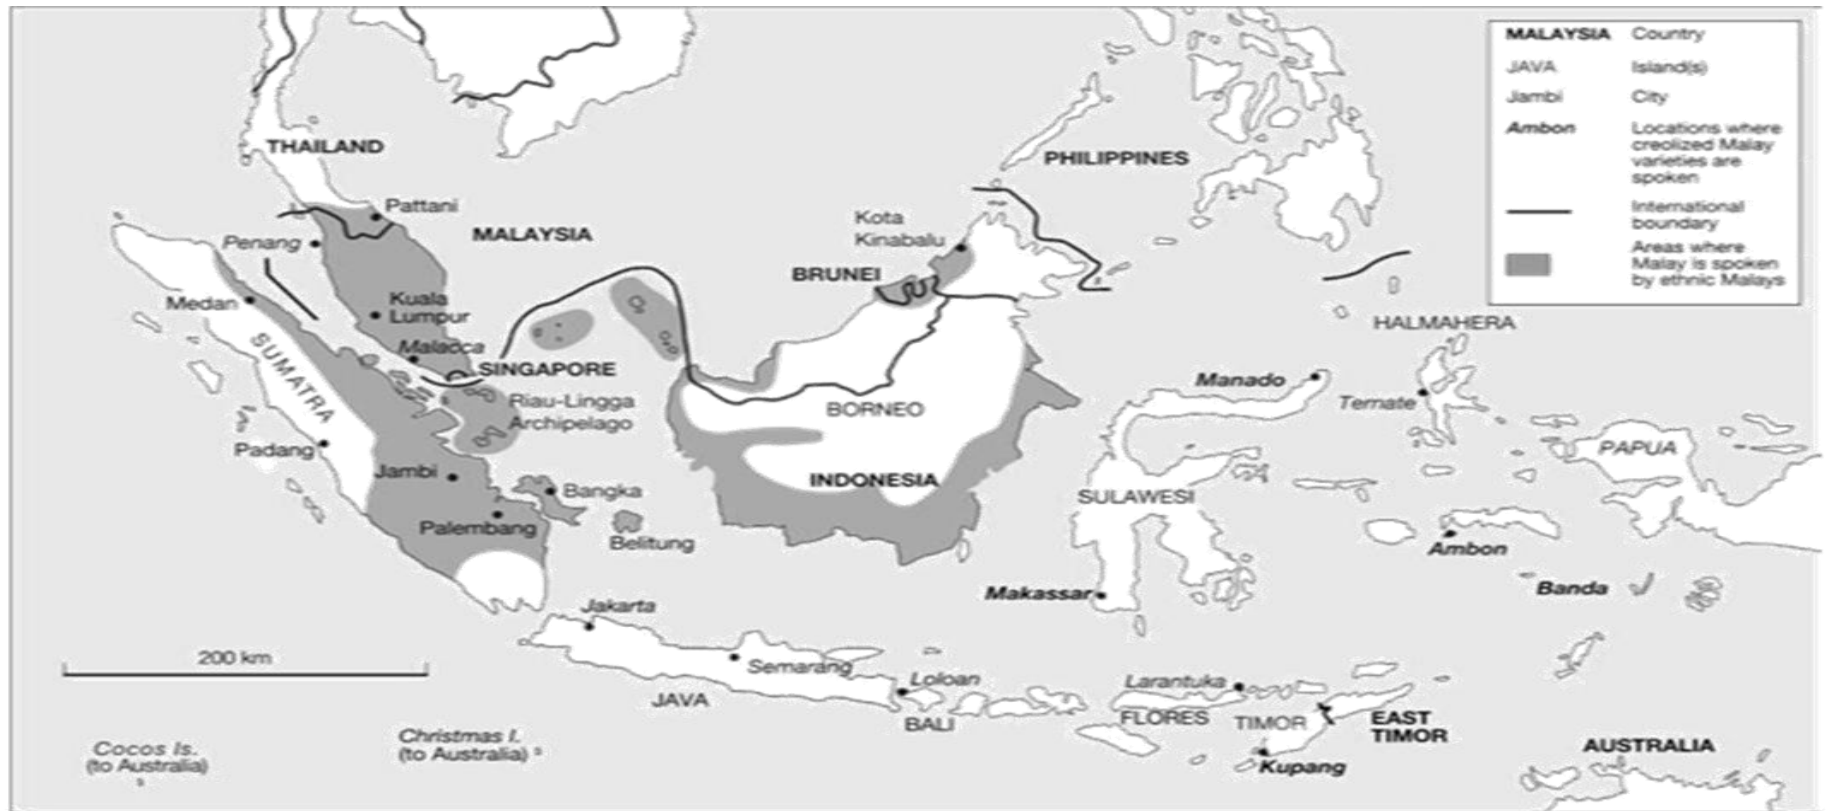 MALAYSIA Country
JAVA Island(s)
Jambi City
Ambon Locations where
creolized Malay
varieties are
spoken
International
boundary
Areas where
Malay is spoken
by ethnic Malays
THAILAND
PHILIPPINES
Pattani
MALAYSIA
Penang
Kota
Kinabalu
BRUNEI
Medan
Kuala
Lumpur
HALMAHERA
Malacca
SINGAPORE
SUMATRA
Manado
Ternate
Riau-Lingga
Archipelago
BORNEO
Padang
PAPUA
Jambi
INDONESIA
Bangka
SULAWESI
Palembang
Belitung
Ambon
Makassar
Banda
Jakarta
200 km
Semarang
Loloan
Larantuka
JAVA
BALI
FLORES
TIMOR
EAST
TIMOR
Christmas I.
(to Australia)
Cocos Is.
(to Australia)
Kupang
AUSTRALIA